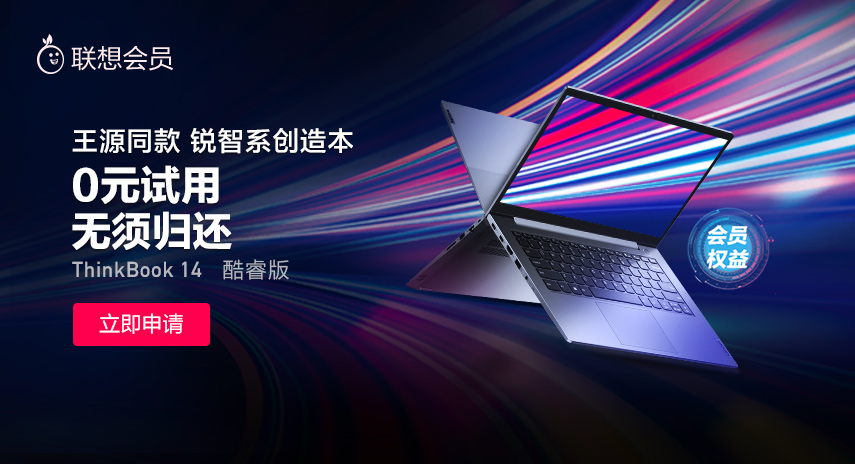 联想会员
王源同款 锐智系创造本
0元试用
无须归还
ThinkBook 14 酷睿版
立即申请
会员
权益